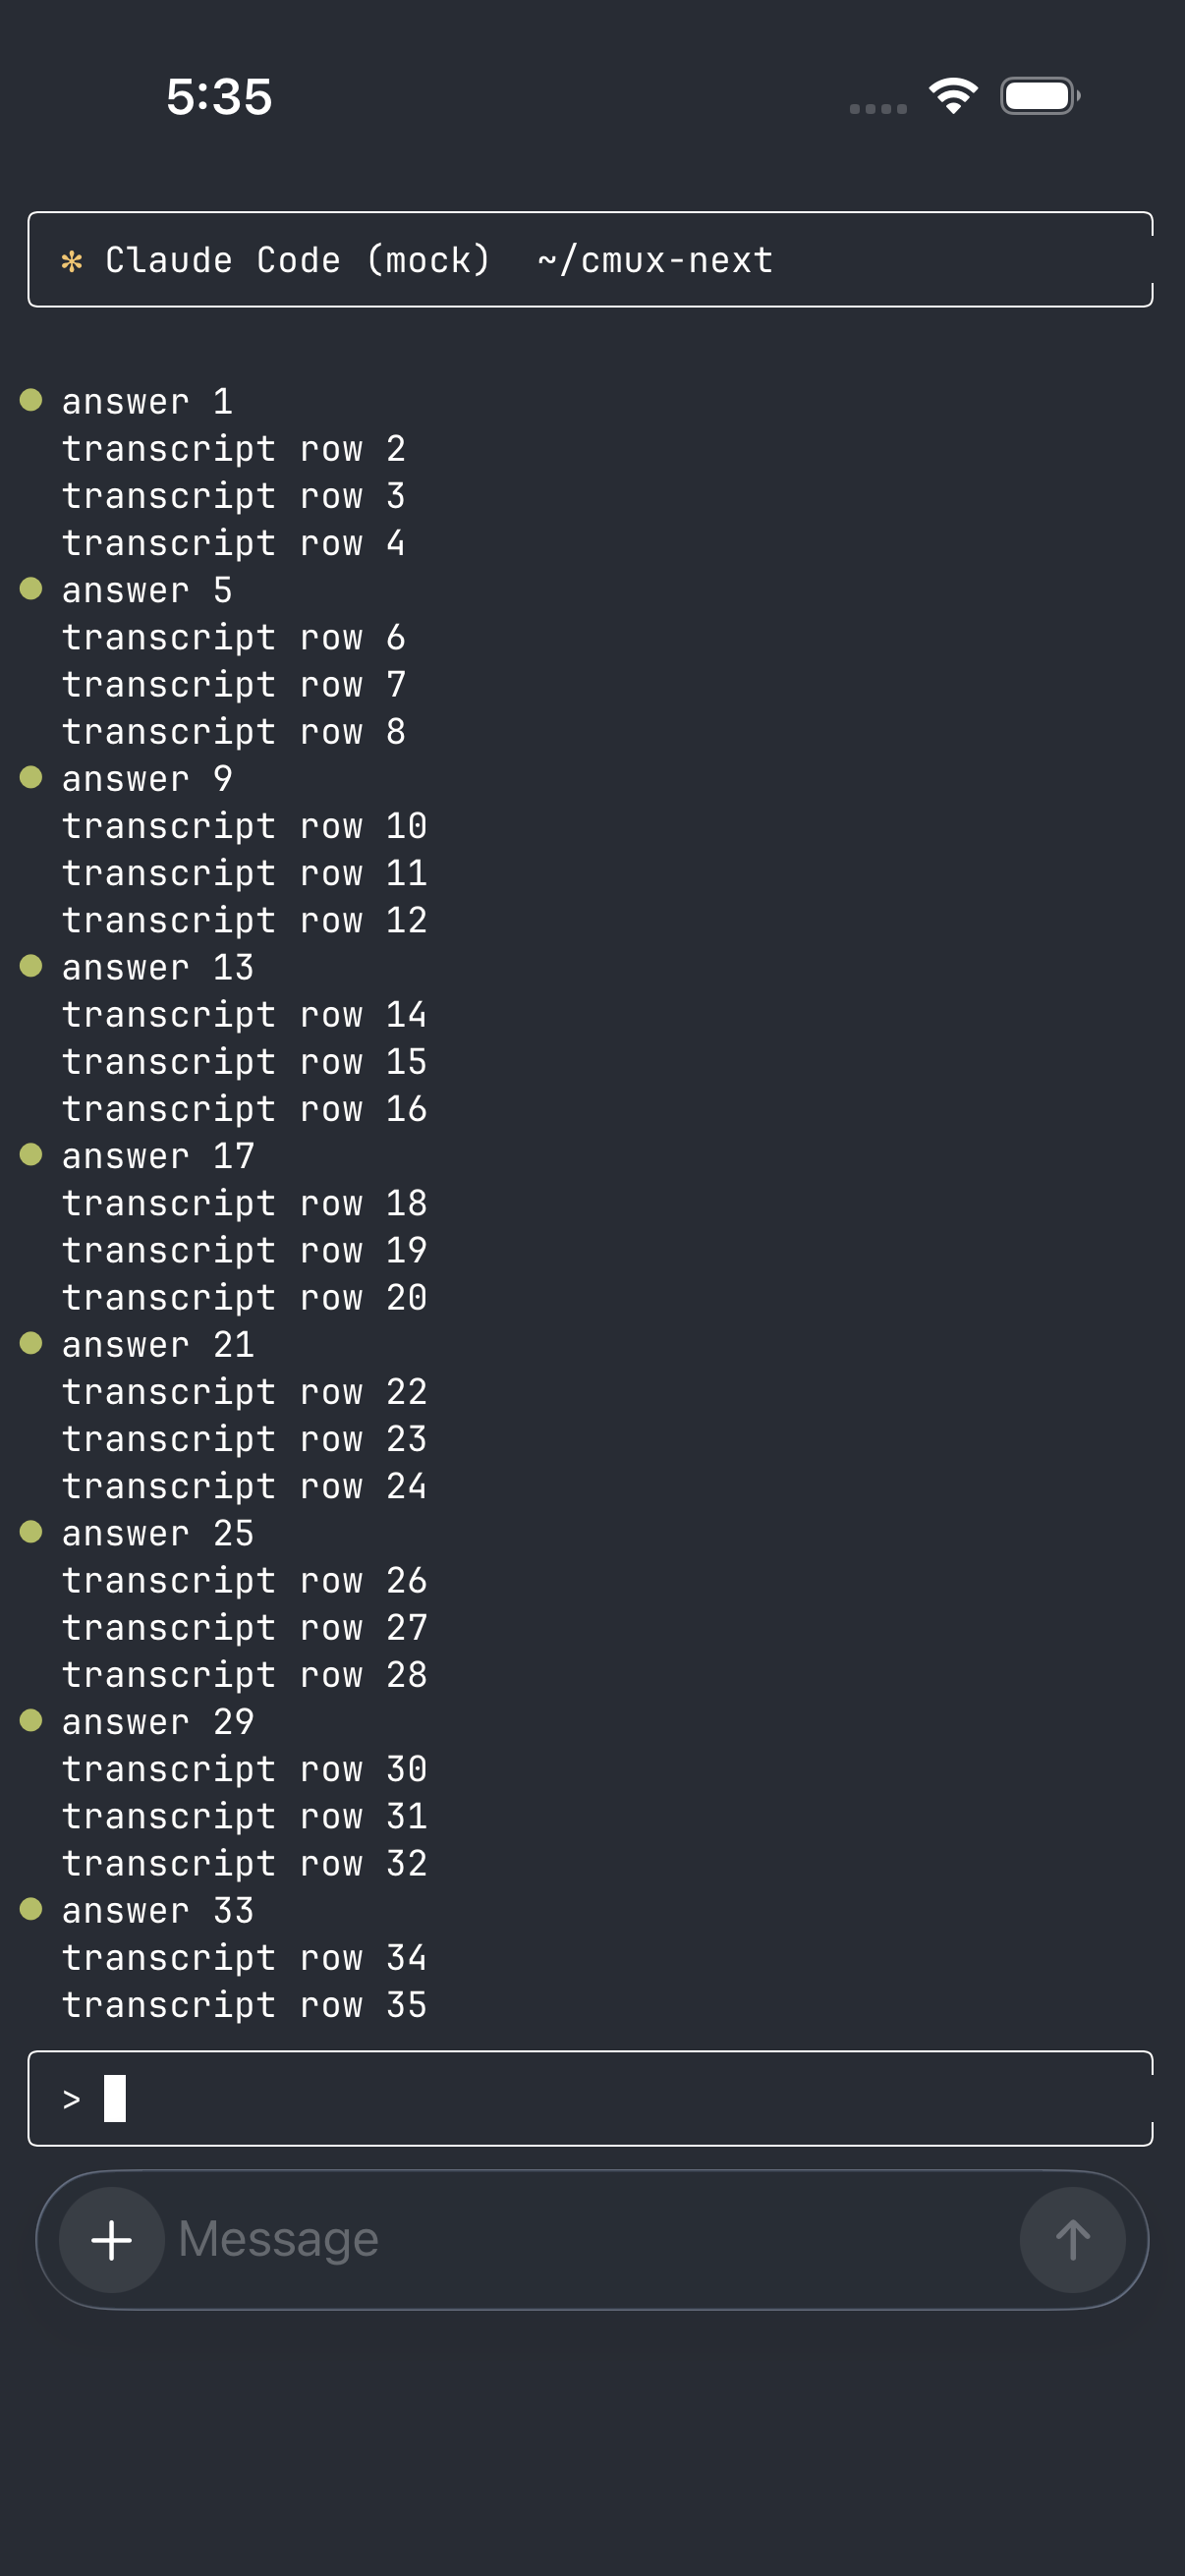 5:35
✻ Claude Code (mock)  ~/cmux-next
● answer 1
transcript row 2
transcript row 3
transcript row 4
● answer 5
transcript row 6
transcript row 7
transcript row 8
● answer 9
transcript row 10
transcript row 11
transcript row 12
● answer 13
transcript row 14
transcript row 15
transcript row 16
● answer 17
transcript row 18
transcript row 19
transcript row 20
● answer 21
transcript row 22
transcript row 23
transcript row 24
● answer 25
transcript row 26
transcript row 27
transcript row 28
● answer 29
transcript row 30
transcript row 31
transcript row 32
● answer 33
transcript row 34
transcript row 35
>
Message